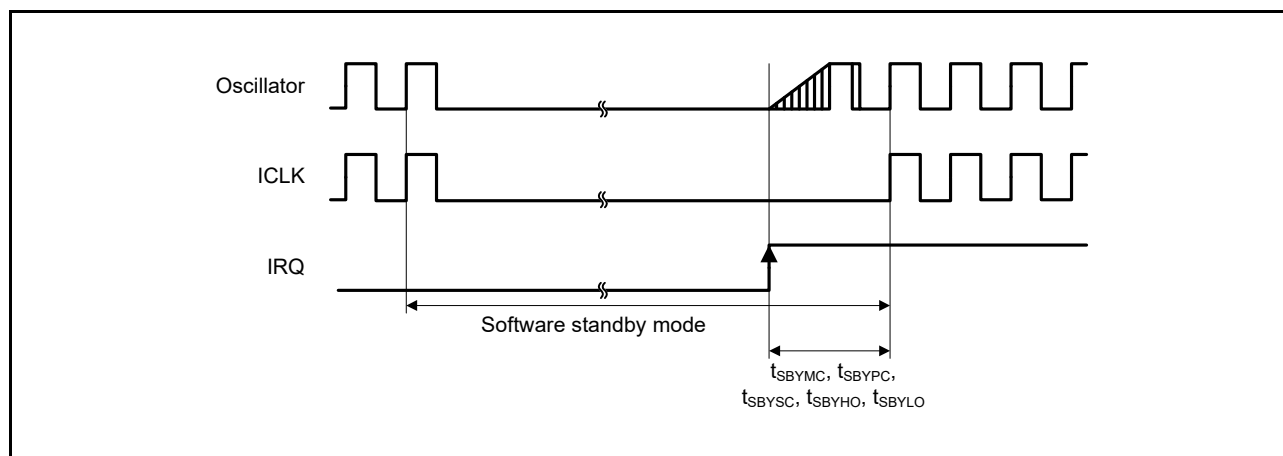 Oscillator
ICLK
IRQ
Software standby mode
tSBYMC, tSBYPC,
tSBYSC, tSBYHO, tSBYLO